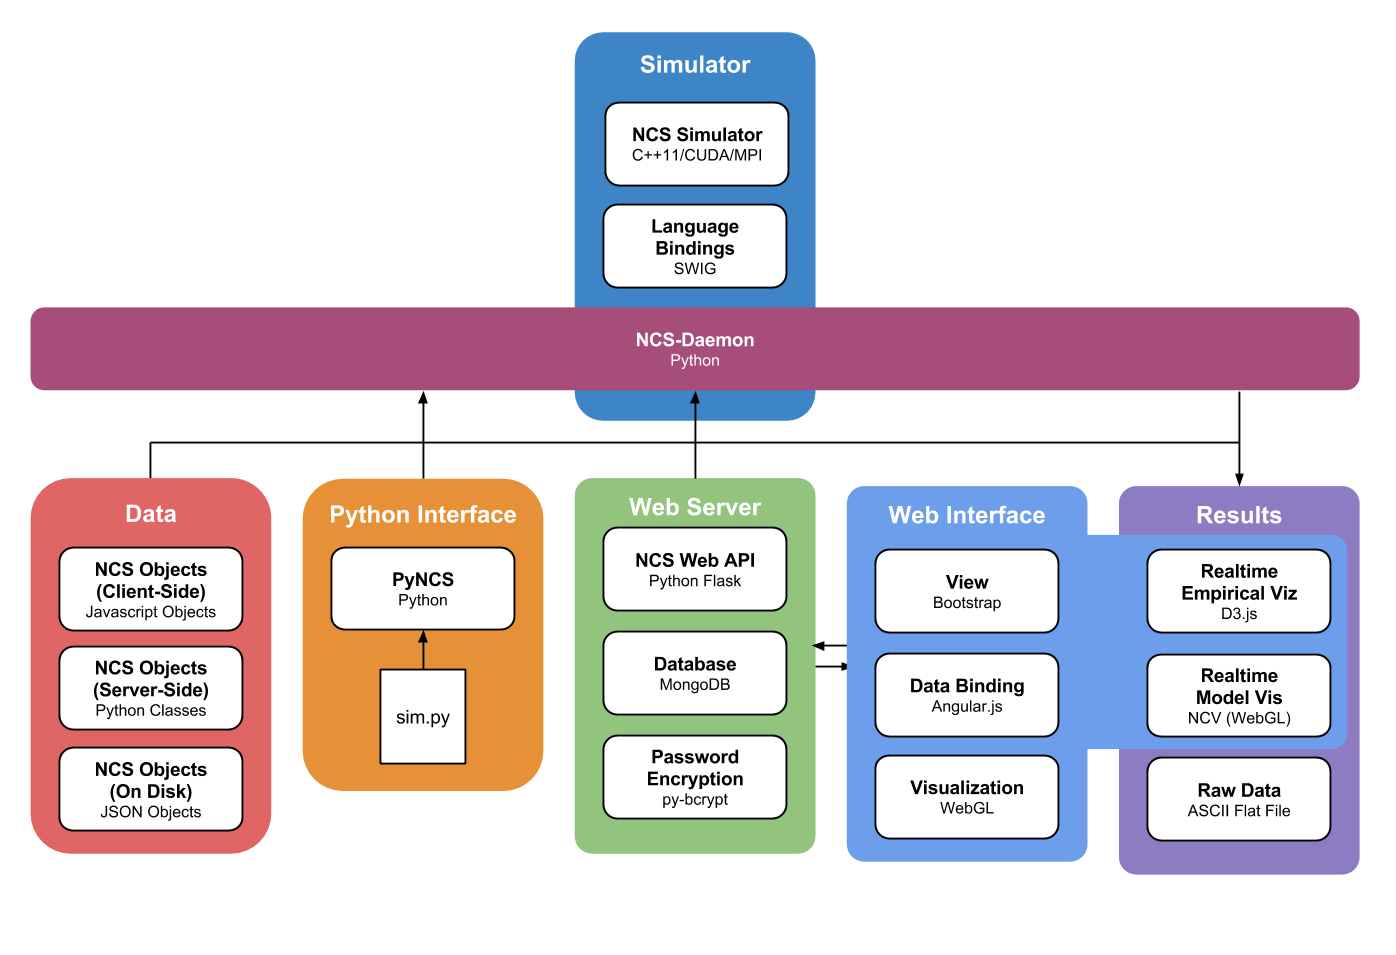 Simulator
NCS Simulator
C++11/CUDA/MPI
Language
Bindings
SWIG
NCS-Daemon
Python
Data
NCS Objects
(Client-Side)
Javascript Objects
NCS Objects
(Server-Side)
Python Classes
NCS Objects
(On Disk)
JSON Objects
Python Interface
PyNCS
Python
sim.py
Web Server
NCS Web API
Python Flask
Database
MongoDB
Password
Encryption
py-bcrypt
Web Interface
View
Bootstrap
Data Binding
Angular.js
Visualization
WebGL
Results
Realtime
Empirical Viz
D3.js
Realtime
Model Vis
NCV (WebGL)
Raw Data
ASCII Flat File